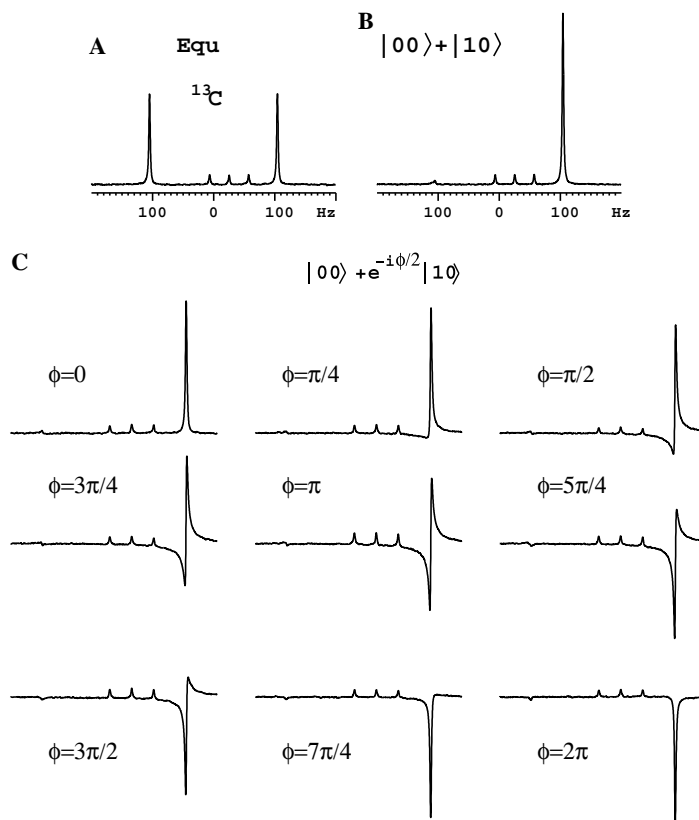 A Equ
¹³C
100 0 100 Hz
B |00⟩+|10⟩
100 0 100 Hz
C |00⟩+e^{-iϕ/2}|10⟩
ϕ=0 ϕ=π/4 ϕ=π/2
ϕ=3π/4 ϕ=π ϕ=5π/4
ϕ=3π/2 ϕ=7π/4 ϕ=2π